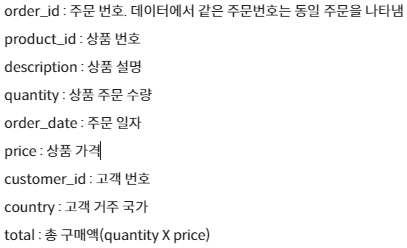 order_id : 주문 번호. 데이터에서 같은 주문번호는 동일 주문을 나타냄
product_id : 상품 번호
description : 상품 설명
quantity : 상품 주문 수량
order_date : 주문 일자
price : 상품 가격
customer_id : 고객 번호
country : 고객 거주 국가
total : 총 구매액(quantity X price)